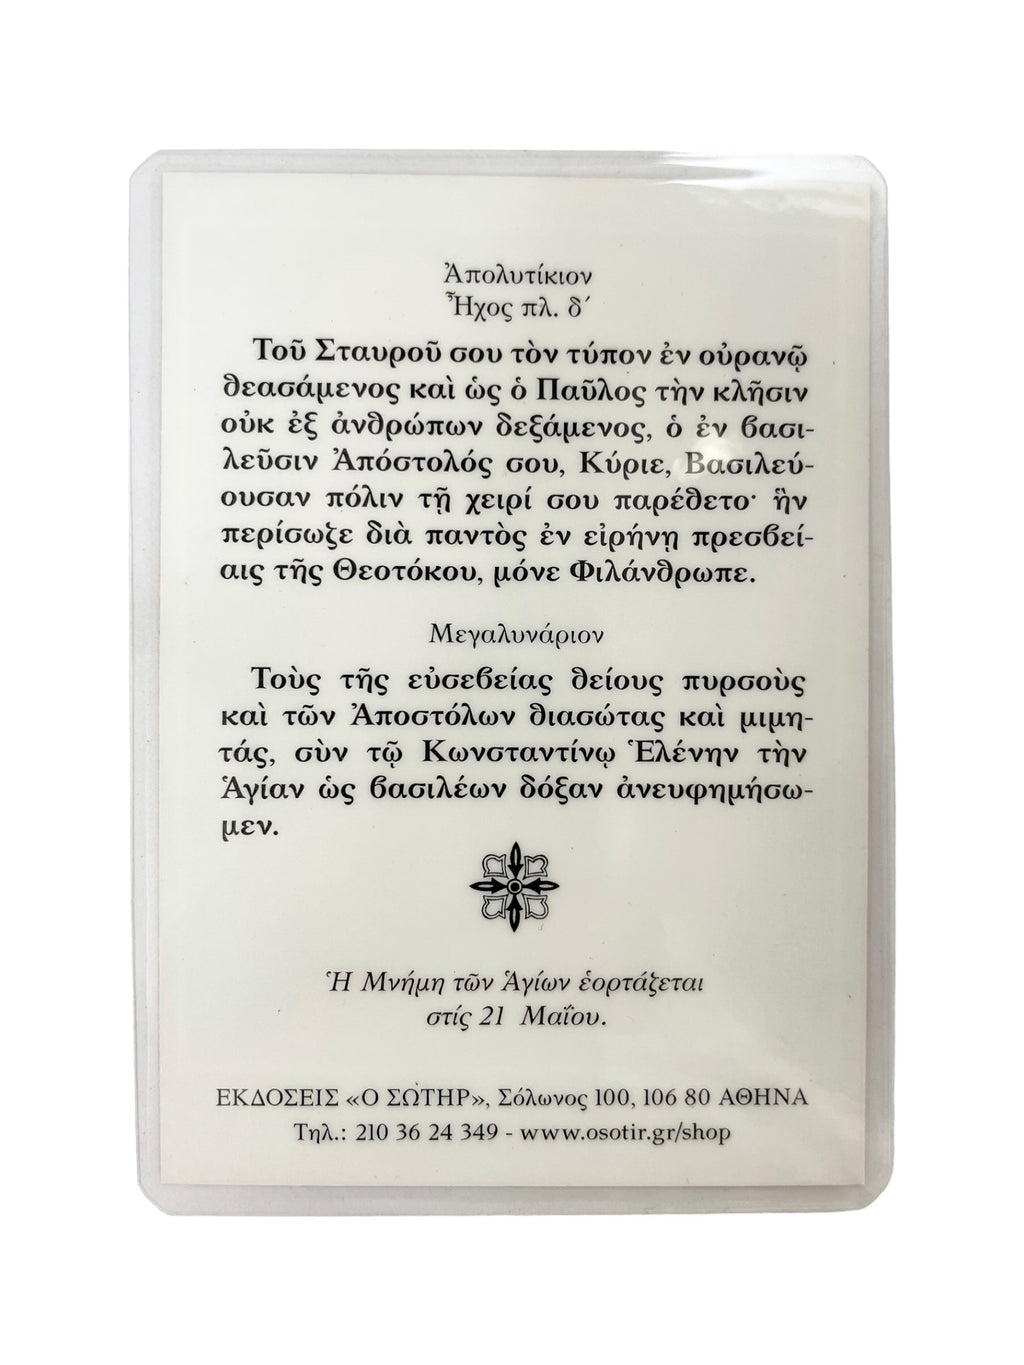 Ἀπολυτίκιον
Ἦχος πλ. δ´
Τοῦ Σταυροῦ σου τὸν τύπον ἐν οὐρανῷ
θεασάμενος καὶ ὡς ὁ Παῦλος τὴν κλῆσιν
οὐκ ἐξ ἀνθρώπων δεξάμενος, ὁ ἐν βασι-
λεῦσιν Ἀπόστολός σου, Κύριε, Βασιλεύ-
ουσαν πόλιν τῇ χειρί σου παρέθετο· ἣν
περίσωζε διὰ παντὸς ἐν εἰρήνῃ πρεσβεί-
αις τῆς Θεοτόκου, μόνε Φιλάνθρωπε.
Μεγαλυνάριον
Τοὺς τῆς εὐσεβείας θείους πυρσοὺς
καὶ τῶν Ἀποστόλων θιασώτας καὶ μιμη-
τάς, σὺν τῷ Κωνσταντίνῳ Ἑλένην τὴν
Ἁγίαν ὡς βασιλέων δόξαν ἀνευφημήσω-
μεν.
Ἡ Μνήμη τῶν Ἁγίων ἑορτάζεται
στίς 21 Μαΐου.
ΕΚΔΟΣΕΙΣ «Ο ΣΩΤΗΡ», Σόλωνος 100, 106 80 ΑΘΗΝΑ
Τηλ.: 210 36 24 349 - www.osotir.gr/shop